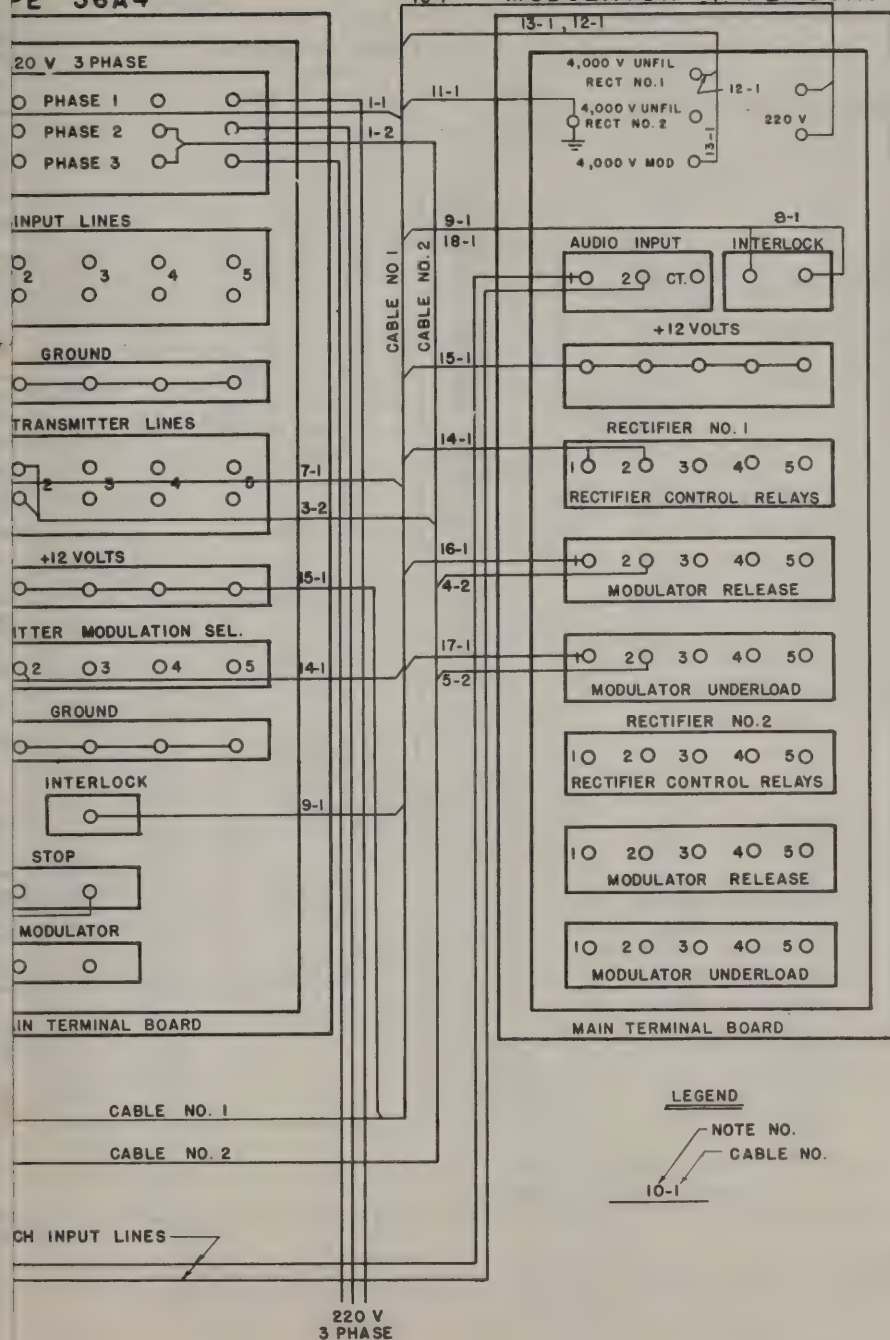 56A4
20 V 3 PHASE
PHASE 1
PHASE 2
PHASE 3
1-1
1-2
INPUT LINES
2 3 4 5
GROUND
TRANSMITTER LINES
2 3 4 5
7-1
3-2
+12 VOLTS
15-1
ITTER MODULATION SEL.
2 3 4 5
14-1
GROUND
INTERLOCK
9-1
STOP
MODULATOR
IN TERMINAL BOARD
CABLE NO. 1
CABLE NO. 2
CH INPUT LINES
220 V
3 PHASE
CABLE NO. 1
CABLE NO. 2
13-1, 12-1
11-1
4,000 V UNFIL
RECT NO. 1
12-1
4,000 V UNFIL
RECT NO. 2
220 V
13-1
4,000 V MOD
9-1
18-1
9-1
AUDIO INPUT
INTERLOCK
1 2 CT.
+12 VOLTS
15-1
RECTIFIER NO. 1
14-1
1 2 3 4 5
RECTIFIER CONTROL RELAYS
16-1
4-2
1 2 3 4 5
MODULATOR RELEASE
17-1
5-2
1 2 3 4 5
MODULATOR UNDERLOAD
RECTIFIER NO. 2
1 2 3 4 5
RECTIFIER CONTROL RELAYS
1 2 3 4 5
MODULATOR RELEASE
1 2 3 4 5
MODULATOR UNDERLOAD
MAIN TERMINAL BOARD
LEGEND
NOTE NO.
CABLE NO.
10-1